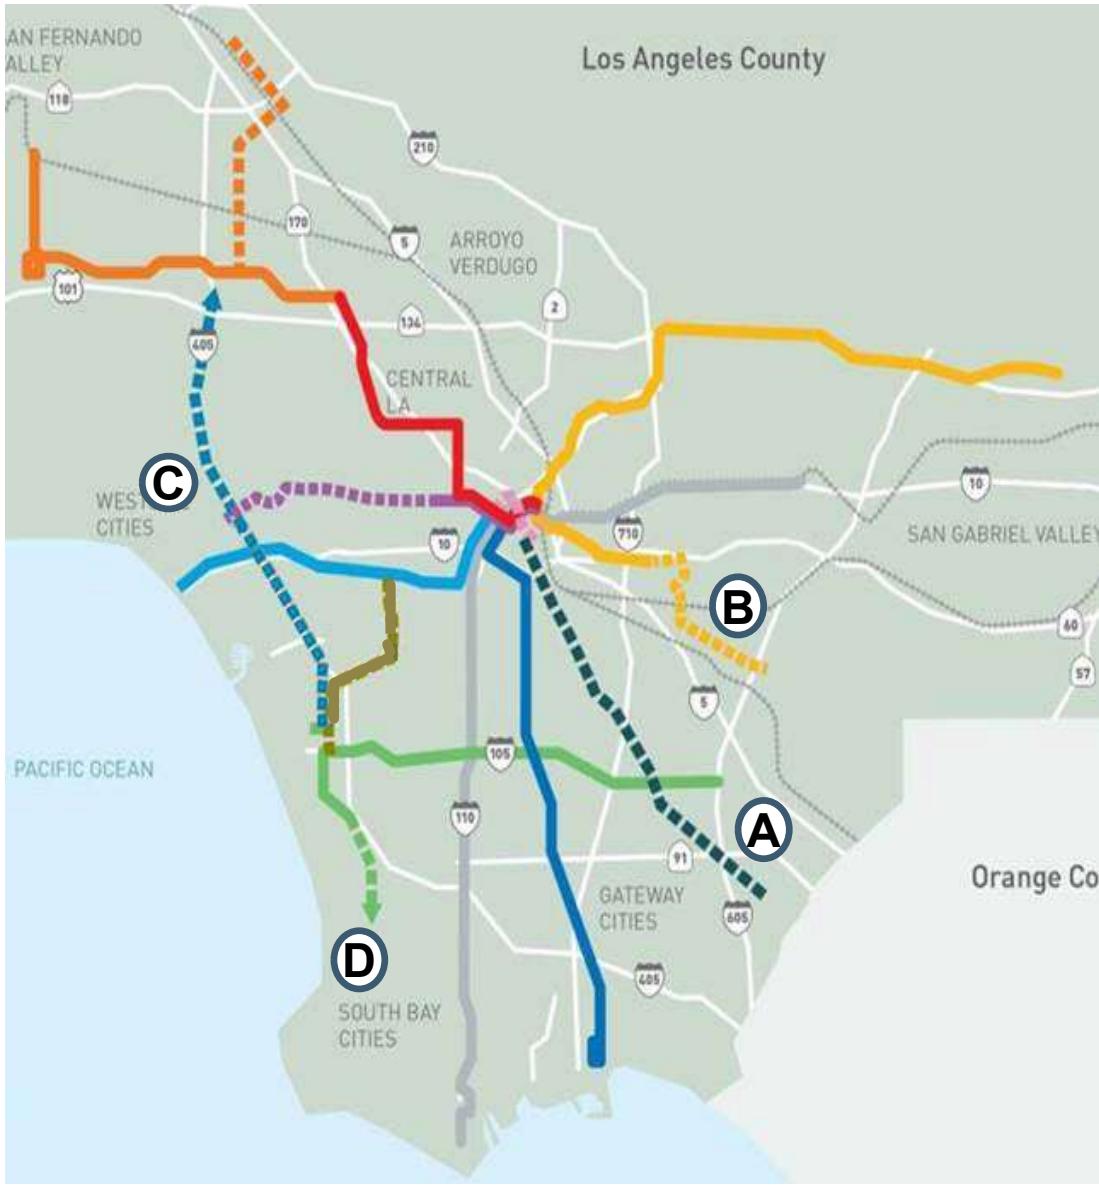 AN FERNANDO
ALLEY
Los Angeles County
118
210
170
5
ARROYO
VERDUGO
101
2
134
405
CENTRAL
LA
C
WEST
CITIES
10
10
710
SAN GABRIEL VALLEY
B
60
57
5
PACIFIC OCEAN
105
110
A
91
Orange Co
GATEWAY
CITIES
605
D
405
SOUTH BAY
CITIES